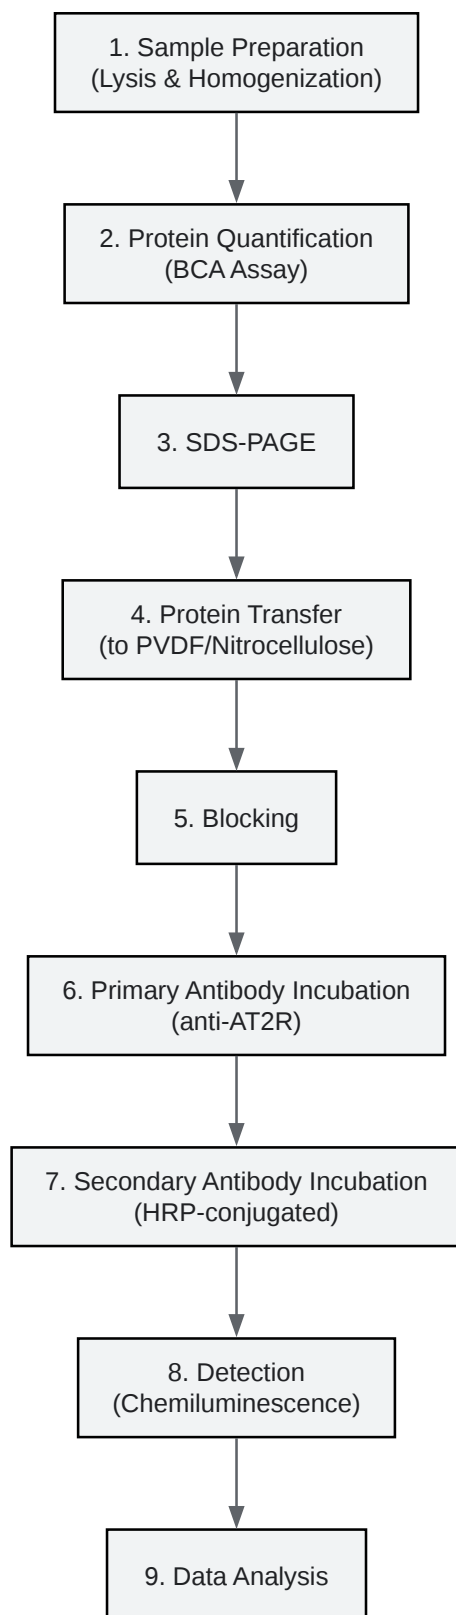 1. Sample Preparation
(Lysis & Homogenization)
2. Protein Quantification
(BCA Assay)
3. SDS-PAGE
4. Protein Transfer
(to PVDF/Nitrocellulose)
5. Blocking
6. Primary Antibody Incubation
(anti-AT2R)
7. Secondary Antibody Incubation
(HRP-conjugated)
8. Detection
(Chemiluminescence)
9. Data Analysis